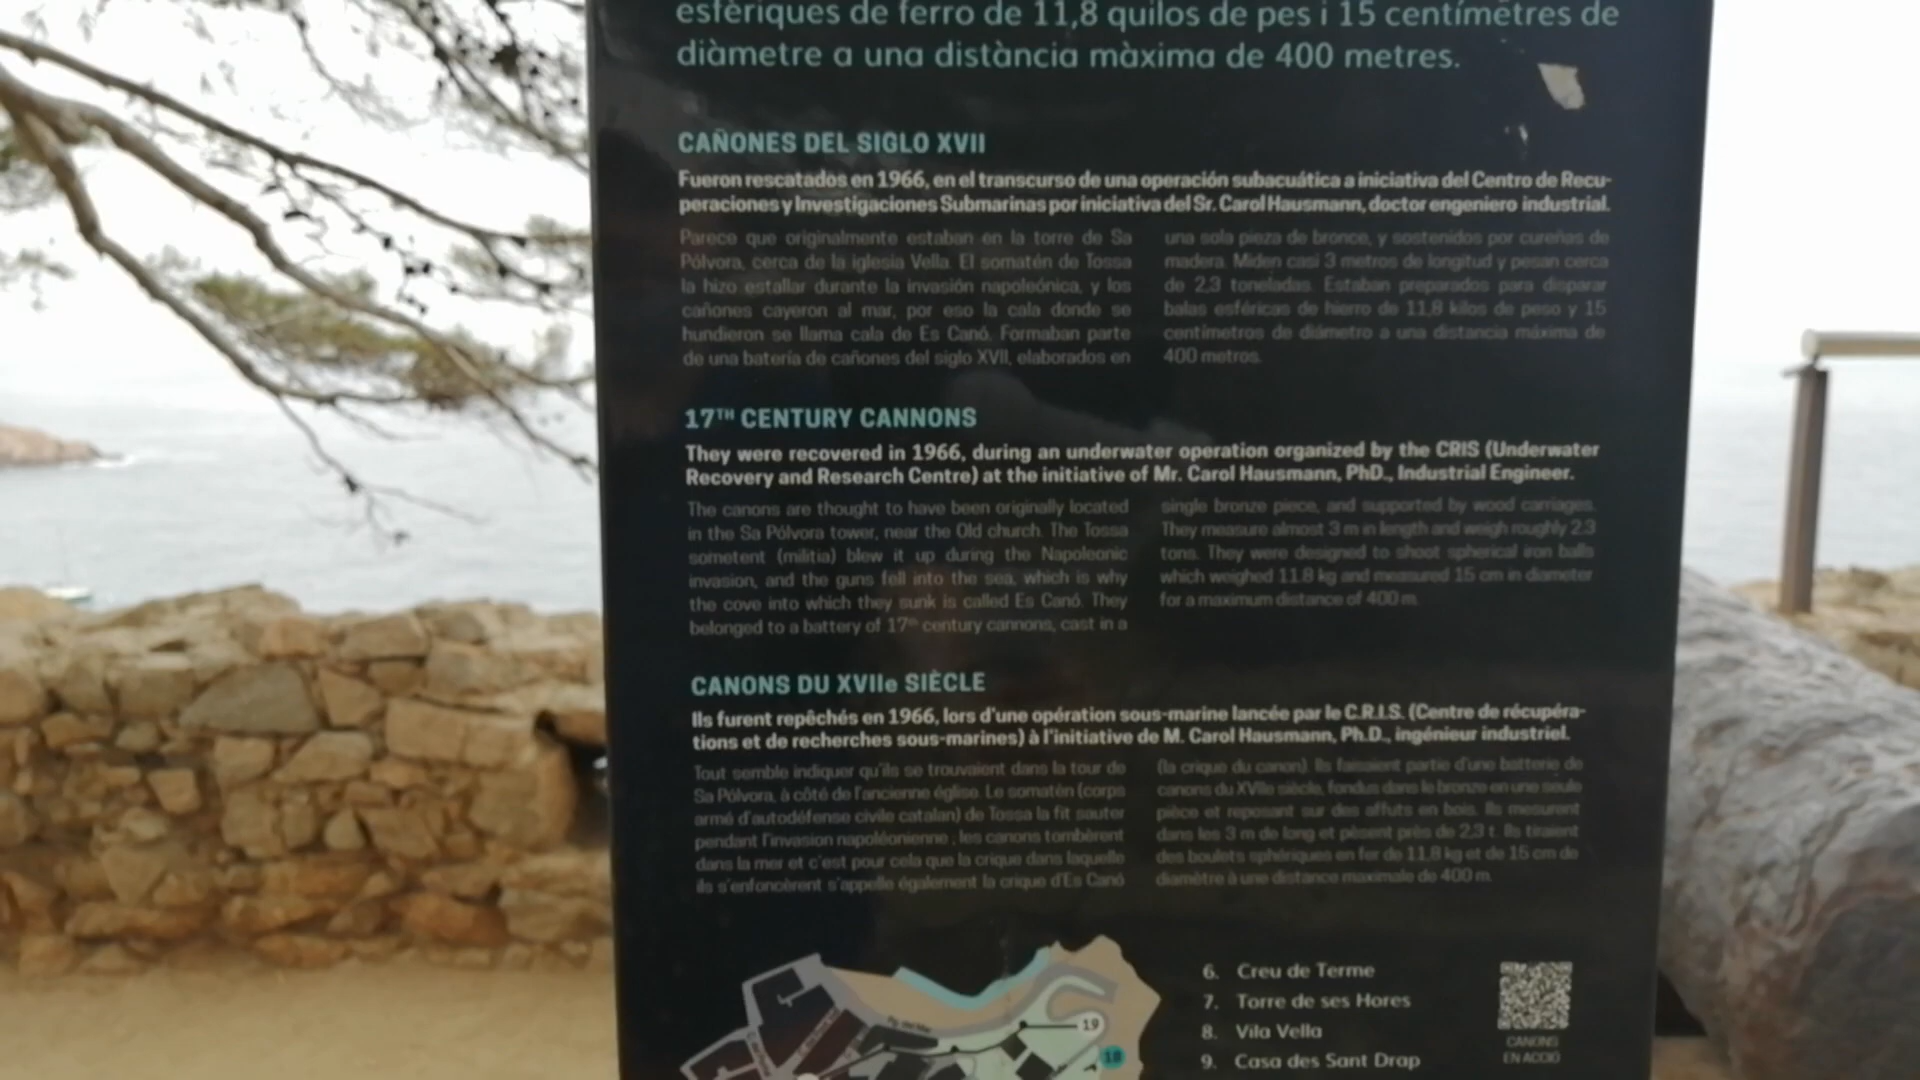 esfèriques de ferro de 11,8 quilos de pes i 15 centímetres de
diàmetre a una distància màxima de 400 metres.
CAÑONES DEL SIGLO XVII
Fueron rescatados en 1966, en el transcurso de una operación subacuática a iniciativa del Centro de Recu-
peraciones y Investigaciones Submarinas por iniciativa del Sr. Carol Hausmann, doctor engeniero industrial.
Parece que originalmente estaban en la torre de Sa
Pólvora, cerca de la iglesia Vella. El somatén de Tossa
la hizo estallar durante la invasión napoleónica, y los
cañones cayeron al mar, por eso la cala donde se
hundieron se llama cala de Es Canó. Formaban parte
de una batería de cañones del siglo XVII, elaborados en
una sola pieza de bronce, y sostenidos por cureñas de
madera. Miden casi 3 metros de longitud y pesan cerca
de 2,3 toneladas. Estaban preparados para disparar
balas esféricas de hierro de 11,8 kilos de peso y 15
centímetros de diámetro a una distancia máxima de
400 metros.
17TH CENTURY CANNONS
They were recovered in 1966, during an underwater operation organized by the CRIS (Underwater
Recovery and Research Centre) at the initiative of Mr. Carol Hausmann, PhD., Industrial Engineer.
The canons are thought to have been originally located
in the Sa Pólvora tower, near the Old church. The Tossa
sometent (militia) blew it up during the Napoleonic
invasion, and the guns fell into the sea, which is why
the cove into which they sunk is called Es Canó. They
belonged to a battery of 17th century cannons, cast in a
single bronze piece, and supported by wood carriages.
They measure almost 3 m in length and weigh roughly 2.3
tons. They were designed to shoot spherical iron balls
which weighed 11.8 kg and measured 15 cm in diameter
for a maximum distance of 400 m.
CANONS DU XVIIe SIÈCLE
Ils furent repêchés en 1966, lors d'une opération sous-marine lancée par le C.R.I.S. (Centre de récupéra-
tions et de recherches sous-marines) à l'initiative de M. Carol Hausmann, Ph.D., ingénieur industriel.
Tout semble indiquer qu'ils se trouvaient dans la tour de
Sa Pólvora, à côté de l'ancienne église. Le somatén (corps
armé d'autodéfense civile catalan) de Tossa la fit sauter
pendant l'invasion napoléonienne ; les canons tombèrent
dans la mer et c'est pour cela que la crique dans laquelle
ils s'enfoncèrent s'appelle également la crique d'Es Canó
(la crique du canon). Ils faisaient partie d'une batterie de
canons du XVIIe siècle, fondus dans le bronze en une seule
pièce et reposant sur des affuts en bois. Ils mesurent
dans les 3 m de long et pèsent près de 2,3 t. Ils tiraient
des boulets sphériques en fer de 11,8 kg et de 15 cm de
diamètre à une distance maximale de 400 m.
Pg. del Mar
19
18
6. Creu de Terme
7. Torre de ses Hores
8. Vila Vella
9. Casa des Sant Drap
CANONS
EN ACCIÓ